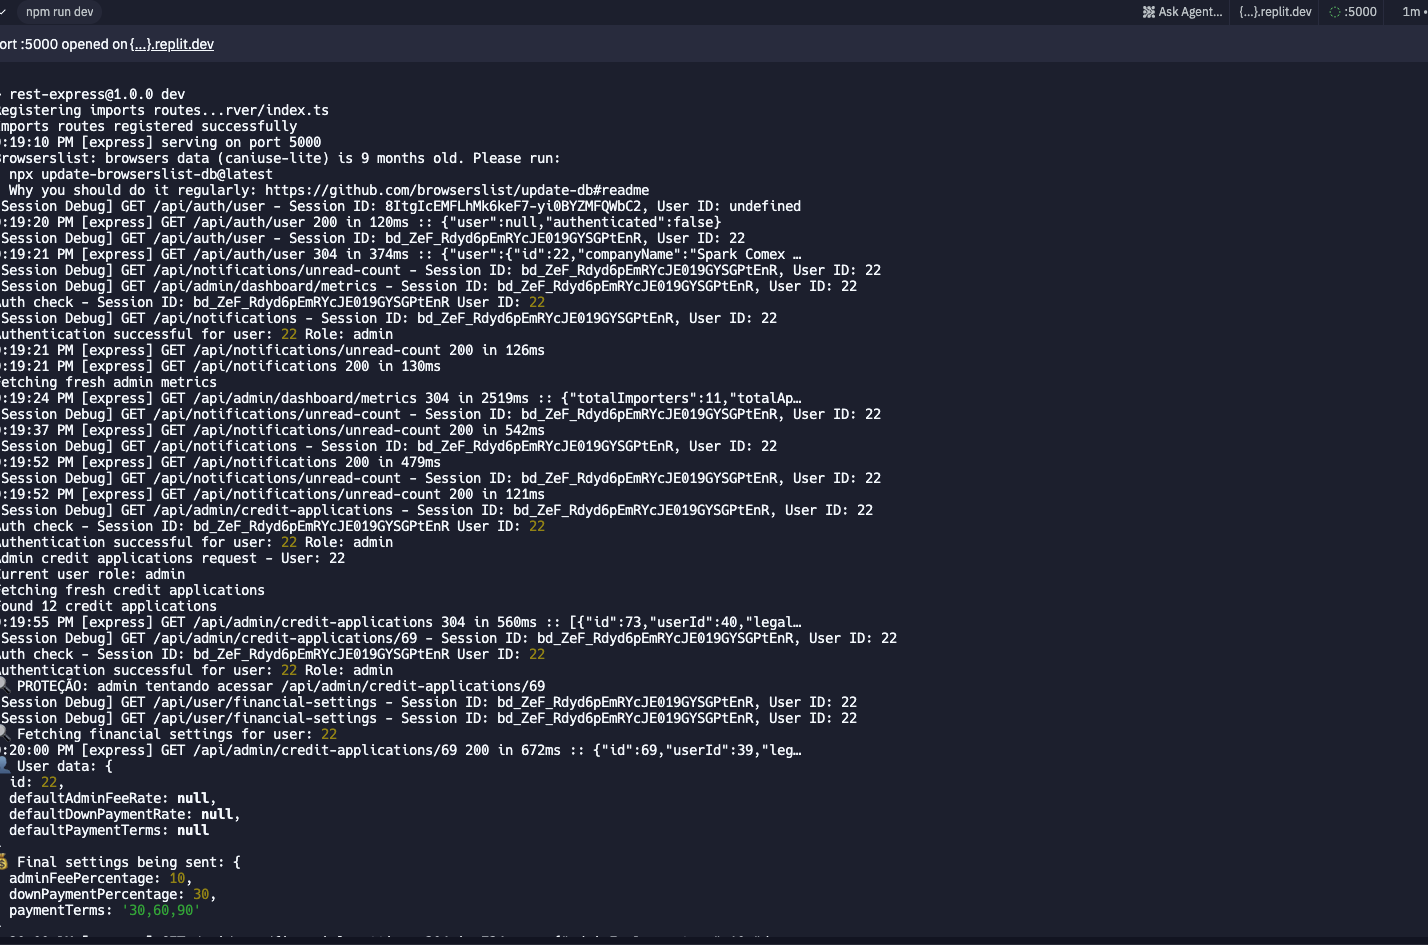 npm run dev
Ask Agent...
{...}.replit.dev
:5000
1m
ort :5000 opened on {...}.replit.dev
rest-express@1.0.0 dev
egistering imports routes...rver/index.ts
mports routes registered successfully
:19:10 PM [express] serving on port 5000
rowserslist: browsers data (caniuse-lite) is 9 months old. Please run:
npx update-browserslist-db@latest
Why you should do it regularly: https://github.com/browserslist/update-db#readme
Session Debug] GET /api/auth/user - Session ID: 8ItgIcEMFLhMk6keF7-yi0BYZMFQWbC2, User ID: undefined
:19:20 PM [express] GET /api/auth/user 200 in 120ms :: {"user":null,"authenticated":false}
Session Debug] GET /api/auth/user - Session ID: bd_ZeF_Rdyd6pEmRYcJE019GYSGPtEnR, User ID: 22
:19:21 PM [express] GET /api/auth/user 304 in 374ms :: {"user":{"id":22,"companyName":"Spark Comex …
Session Debug] GET /api/notifications/unread-count - Session ID: bd_ZeF_Rdyd6pEmRYcJE019GYSGPtEnR, User ID: 22
Session Debug] GET /api/admin/dashboard/metrics - Session ID: bd_ZeF_Rdyd6pEmRYcJE019GYSGPtEnR, User ID: 22
uth check - Session ID: bd_ZeF_Rdyd6pEmRYcJE019GYSGPtEnR User ID: 22
Session Debug] GET /api/notifications - Session ID: bd_ZeF_Rdyd6pEmRYcJE019GYSGPtEnR, User ID: 22
uthentication successful for user: 22 Role: admin
:19:21 PM [express] GET /api/notifications/unread-count 200 in 126ms
:19:21 PM [express] GET /api/notifications 200 in 130ms
etching fresh admin metrics
:19:24 PM [express] GET /api/admin/dashboard/metrics 304 in 2519ms :: {"totalImporters":11,"totalAp…
Session Debug] GET /api/notifications/unread-count - Session ID: bd_ZeF_Rdyd6pEmRYcJE019GYSGPtEnR, User ID: 22
:19:37 PM [express] GET /api/notifications/unread-count 200 in 542ms
Session Debug] GET /api/notifications - Session ID: bd_ZeF_Rdyd6pEmRYcJE019GYSGPtEnR, User ID: 22
:19:52 PM [express] GET /api/notifications 200 in 479ms
Session Debug] GET /api/notifications/unread-count - Session ID: bd_ZeF_Rdyd6pEmRYcJE019GYSGPtEnR, User ID: 22
:19:52 PM [express] GET /api/notifications/unread-count 200 in 121ms
Session Debug] GET /api/admin/credit-applications - Session ID: bd_ZeF_Rdyd6pEmRYcJE019GYSGPtEnR, User ID: 22
uth check - Session ID: bd_ZeF_Rdyd6pEmRYcJE019GYSGPtEnR User ID: 22
uthentication successful for user: 22 Role: admin
dmin credit applications request - User: 22
urrent user role: admin
etching fresh credit applications
ound 12 credit applications
:19:55 PM [express] GET /api/admin/credit-applications 304 in 560ms :: [{"id":73,"userId":40,"legal…
Session Debug] GET /api/admin/credit-applications/69 - Session ID: bd_ZeF_Rdyd6pEmRYcJE019GYSGPtEnR, User ID: 22
uth check - Session ID: bd_ZeF_Rdyd6pEmRYcJE019GYSGPtEnR User ID: 22
uthentication successful for user: 22 Role: admin
PROTEÇÃO: admin tentando acessar /api/admin/credit-applications/69
Session Debug] GET /api/user/financial-settings - Session ID: bd_ZeF_Rdyd6pEmRYcJE019GYSGPtEnR, User ID: 22
Session Debug] GET /api/user/financial-settings - Session ID: bd_ZeF_Rdyd6pEmRYcJE019GYSGPtEnR, User ID: 22
Fetching financial settings for user: 22
:20:00 PM [express] GET /api/admin/credit-applications/69 200 in 672ms :: {"id":69,"userId":39,"leg…
User data: {
id: 22,
defaultAdminFeeRate: null,
defaultDownPaymentRate: null,
defaultPaymentTerms: null
Final settings being sent: {
adminFeePercentage: 10,
downPaymentPercentage: 30,
paymentTerms: '30,60,90'